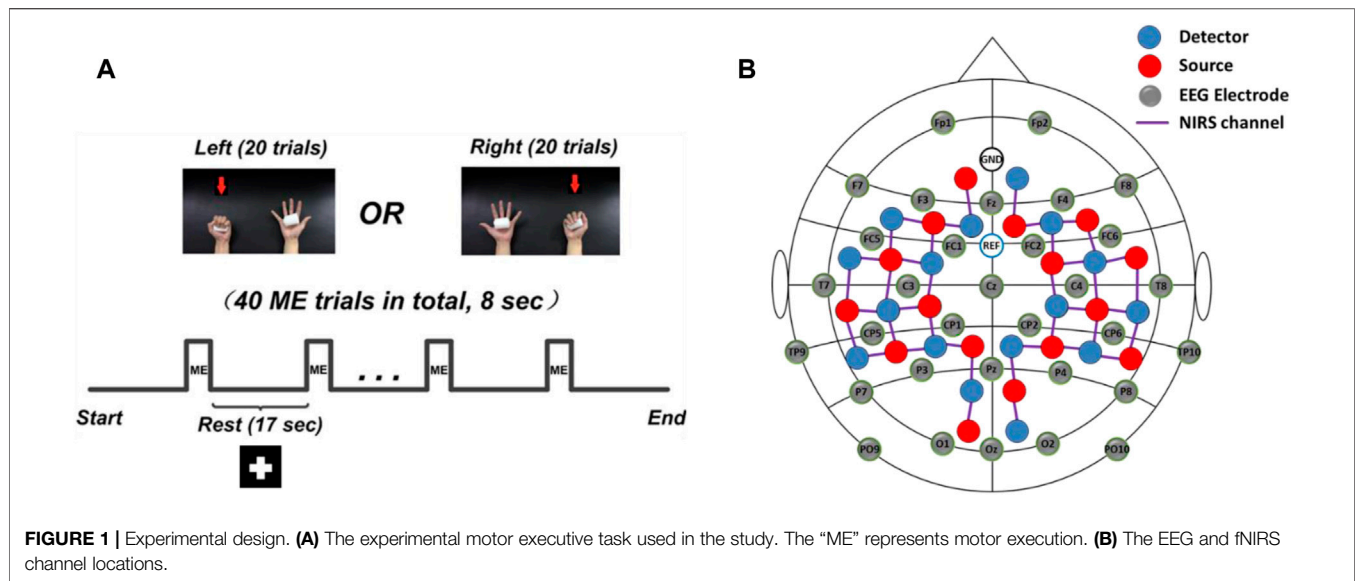 A
Left (20 trials)
Right (20 trials)
OR
(40 ME trials in total, 8 sec)
ME
ME
. . .
ME
ME
Start
Rest (17 sec)
End
B
Detector
Source
EEG Electrode
NIRS channel
Fp1
Fp2
GND
F7
F3
Fz
F4
F8
FC5
FC1
REF
FC2
FC6
T7
C3
Cz
C4
T8
CP5
CP1
CP2
CP6
TP9
TP10
P7
P3
Pz
P4
P8
PO9
O1
Oz
O2
PO10
FIGURE 1 | Experimental design. (A) The experimental motor executive task used in the study. The “ME” represents motor execution. (B) The EEG and fNIRS
channel locations.